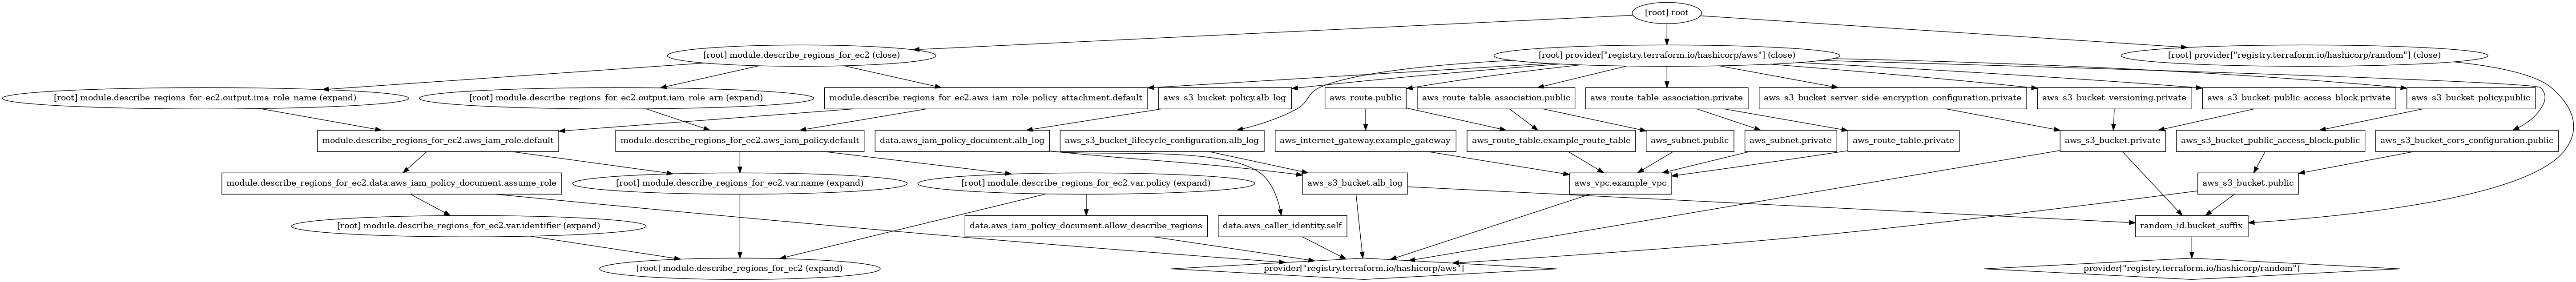 [root] root
[root] module.describe_regions_for_ec2 (close)
[root] provider["registry.terraform.io/hashicorp/aws"] (close)
[root] provider["registry.terraform.io/hashicorp/random"] (close)
[root] module.describe_regions_for_ec2.output.ima_role_name (expand)
[root] module.describe_regions_for_ec2.output.iam_role_arn (expand)
module.describe_regions_for_ec2.aws_iam_role_policy_attachment.default
aws_s3_bucket_policy.alb_log
aws_route.public
aws_route_table_association.public
aws_route_table_association.private
aws_s3_bucket_server_side_encryption_configuration.private
aws_s3_bucket_versioning.private
aws_s3_bucket_public_access_block.private
aws_s3_bucket_policy.public
module.describe_regions_for_ec2.aws_iam_role.default
module.describe_regions_for_ec2.aws_iam_policy.default
data.aws_iam_policy_document.alb_log
aws_s3_bucket_lifecycle_configuration.alb_log
aws_internet_gateway.example_gateway
aws_route_table.example_route_table
aws_subnet.public
aws_subnet.private
aws_route_table.private
aws_s3_bucket.private
aws_s3_bucket_public_access_block.public
aws_s3_bucket_cors_configuration.public
module.describe_regions_for_ec2.data.aws_iam_policy_document.assume_role
[root] module.describe_regions_for_ec2.var.name (expand)
[root] module.describe_regions_for_ec2.var.policy (expand)
aws_s3_bucket.alb_log
aws_vpc.example_vpc
aws_s3_bucket.public
[root] module.describe_regions_for_ec2.var.identifier (expand)
data.aws_iam_policy_document.allow_describe_regions
data.aws_caller_identity.self
random_id.bucket_suffix
[root] module.describe_regions_for_ec2 (expand)
provider["registry.terraform.io/hashicorp/aws"]
provider["registry.terraform.io/hashicorp/random"]